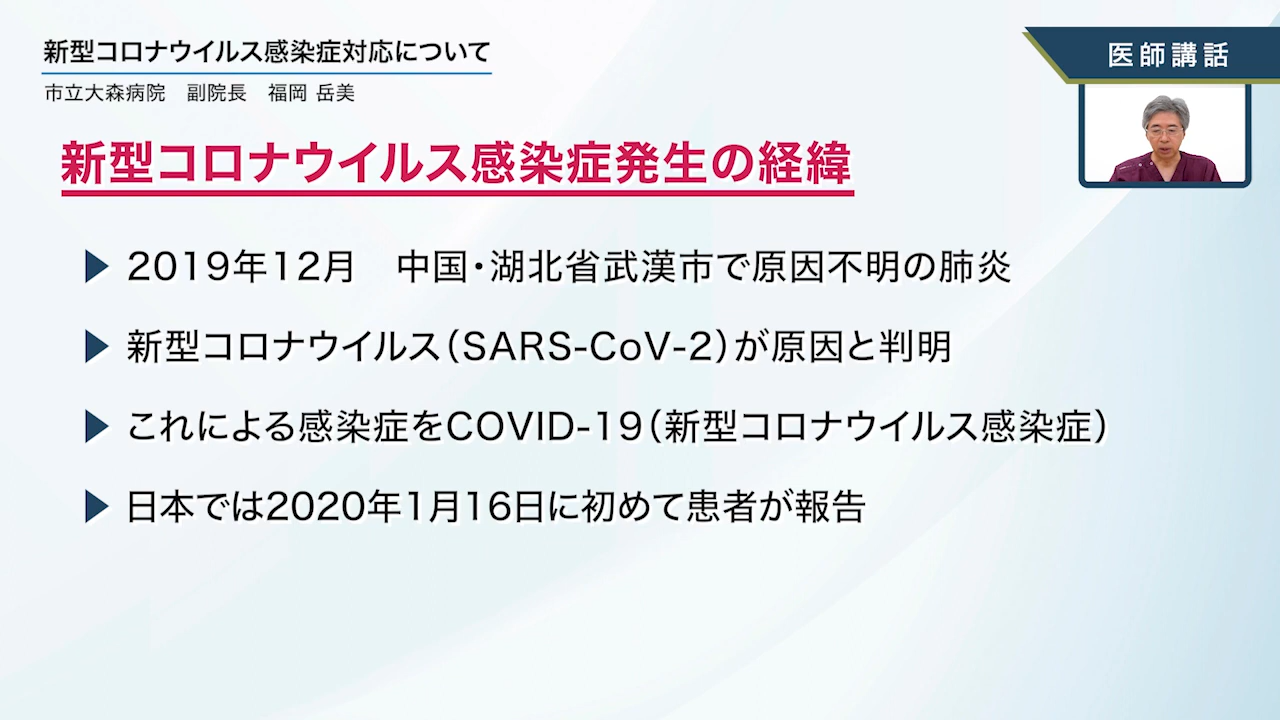 新型コロナウイルス感染症対応について
市立大森病院　副院長　福岡 岳美
医師講話
新型コロナウイルス感染症発生の経緯
▶ 2019年12月　中国・湖北省武漢市で原因不明の肺炎
▶ 新型コロナウイルス（SARS-CoV-2）が原因と判明
▶ これによる感染症をCOVID-19（新型コロナウイルス感染症）
▶ 日本では2020年1月16日に初めて患者が報告